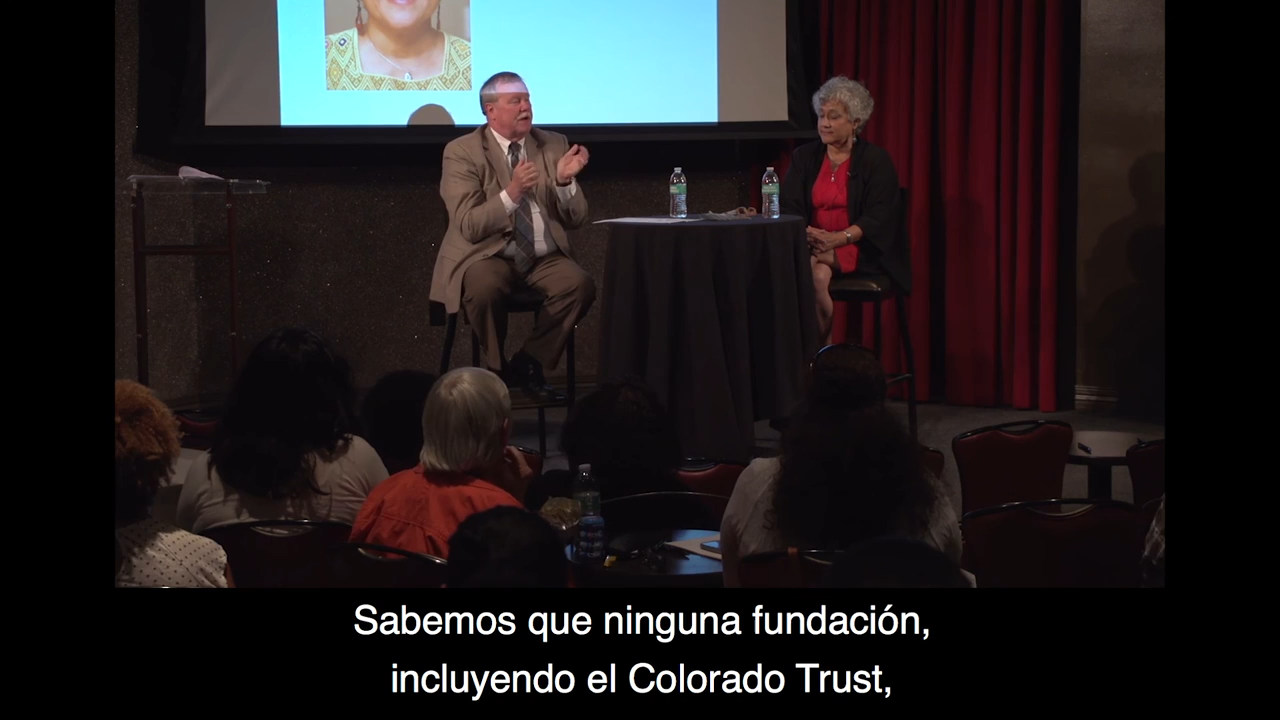 Sabemos que ninguna fundación,
incluyendo el Colorado Trust,